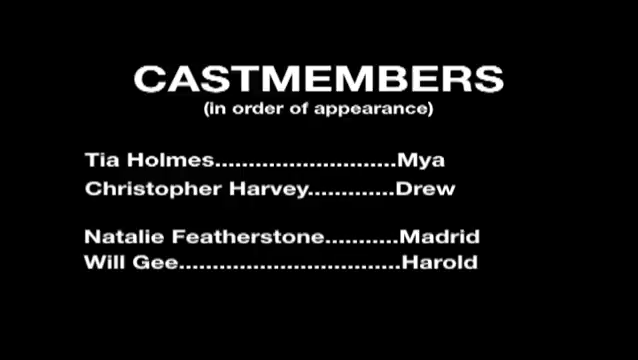 CASTMEMBERS
(in order of appearance)
Tia Holmes...........................Mya
Christopher Harvey.............Drew
Natalie Featherstone...........Madrid
Will Gee.................................Harold